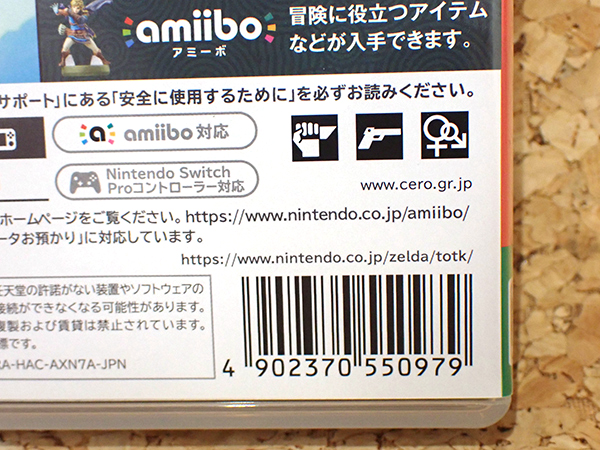 amiibo
アミーボ
冒険に役立つアイテム
などが入手できます。
サポート」にある「安全に使用するために」を必ずお読みください。
amiibo 対応
Nintendo Switch
Proコントローラー対応
www.cero.gr.jp
ホームページをご覧ください。https://www.nintendo.co.jp/amiibo/
ータお預かり」に対応しています。
https://www.nintendo.co.jp/zelda/totk/
天堂の許諾がない装置やソフトウェアの
接続ができなくなる可能性があります。
複製および賃貸は禁止されています。
標です。
RA-HAC-AXN7A-JPN
4 902370 550979